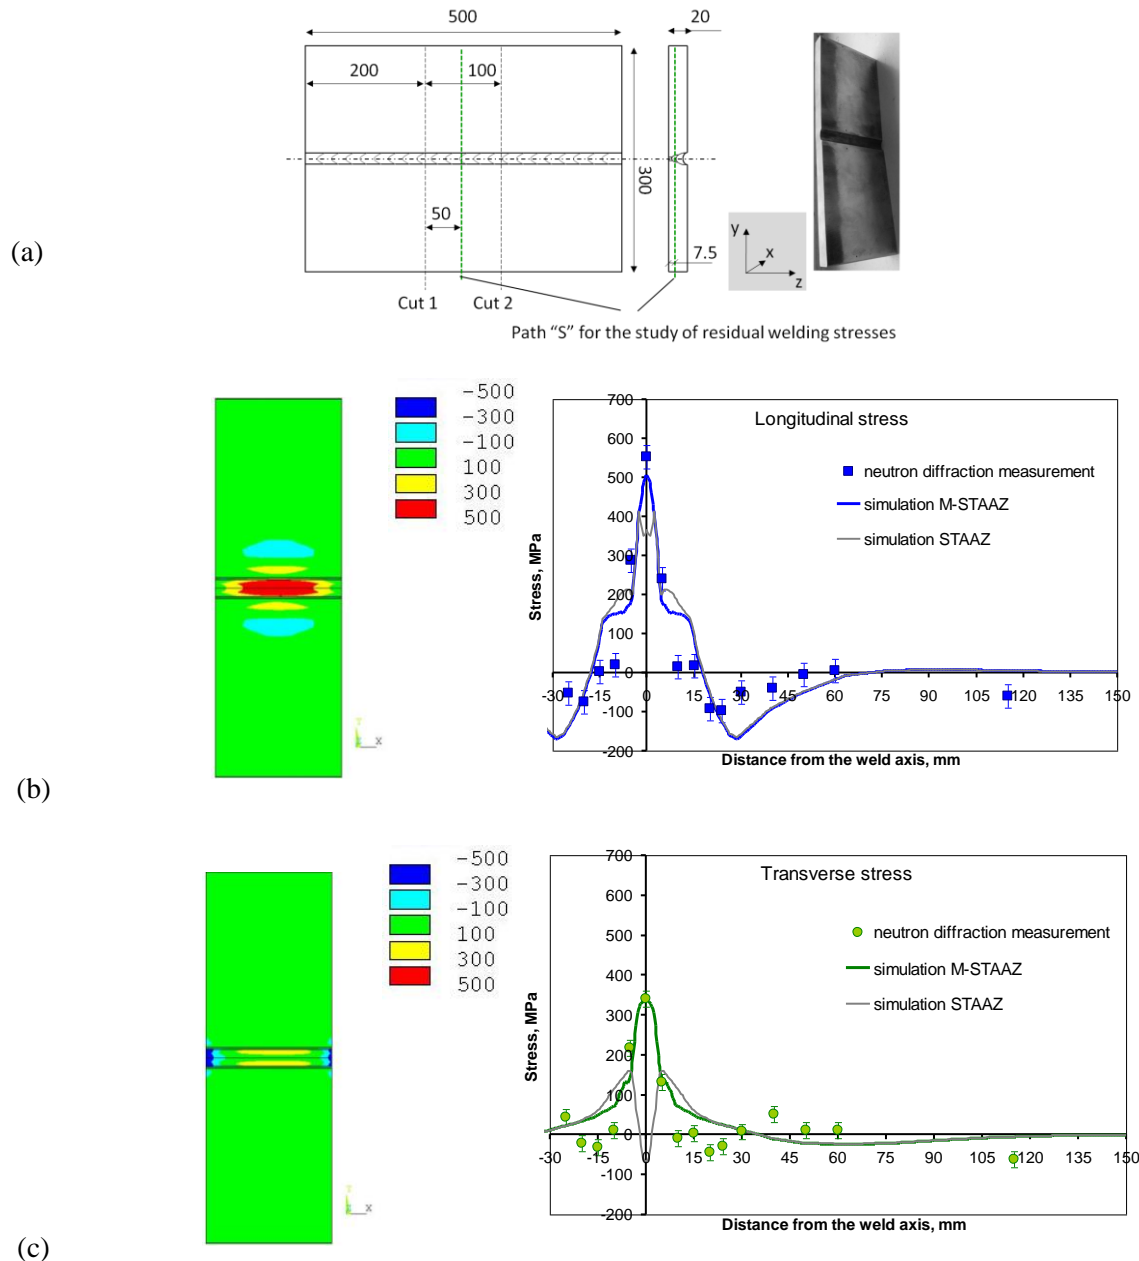 500
20
200
100
300
50
(a)
7.5
y
x
z
Cut 1
Cut 2
Path "S" for the study of residual welding stresses
-500
-300
-100
100
300
500
x
Longitudinal stress
neutron diffraction measurement
simulation M-STAAZ
simulation STAAZ
Stress, MPa
700
600
500
400
300
200
100
0
-100
-200
-30
-15
0
15
30
45
60
75
90
105
120
135
150
Distance from the weld axis, mm
(b)
-500
-300
-100
100
300
500
x
Transverse stress
neutron diffraction measurement
simulation M-STAAZ
simulation STAAZ
Stress, MPa
700
600
500
400
300
200
100
0
-100
-200
-30
-15
0
15
30
45
60
75
90
105
120
135
150
Distance from the weld axis, mm
(c)